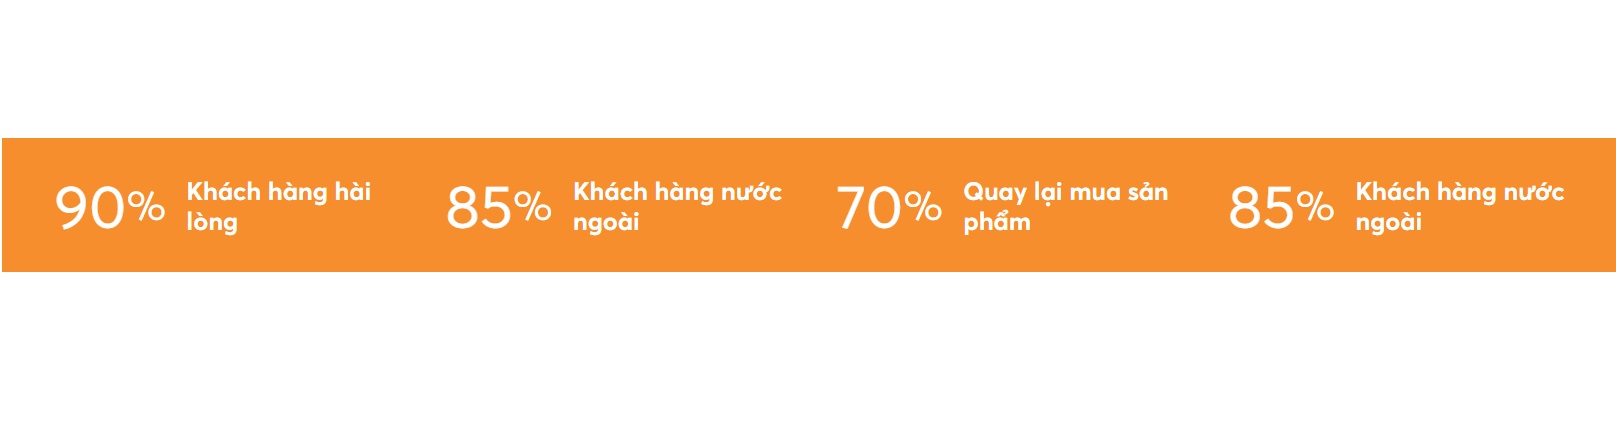 90% Khách hàng hài
lòng
85% Khách hàng nước
ngoài
70% Quay lại mua sản
phẩm
85% Khách hàng nước
ngoài